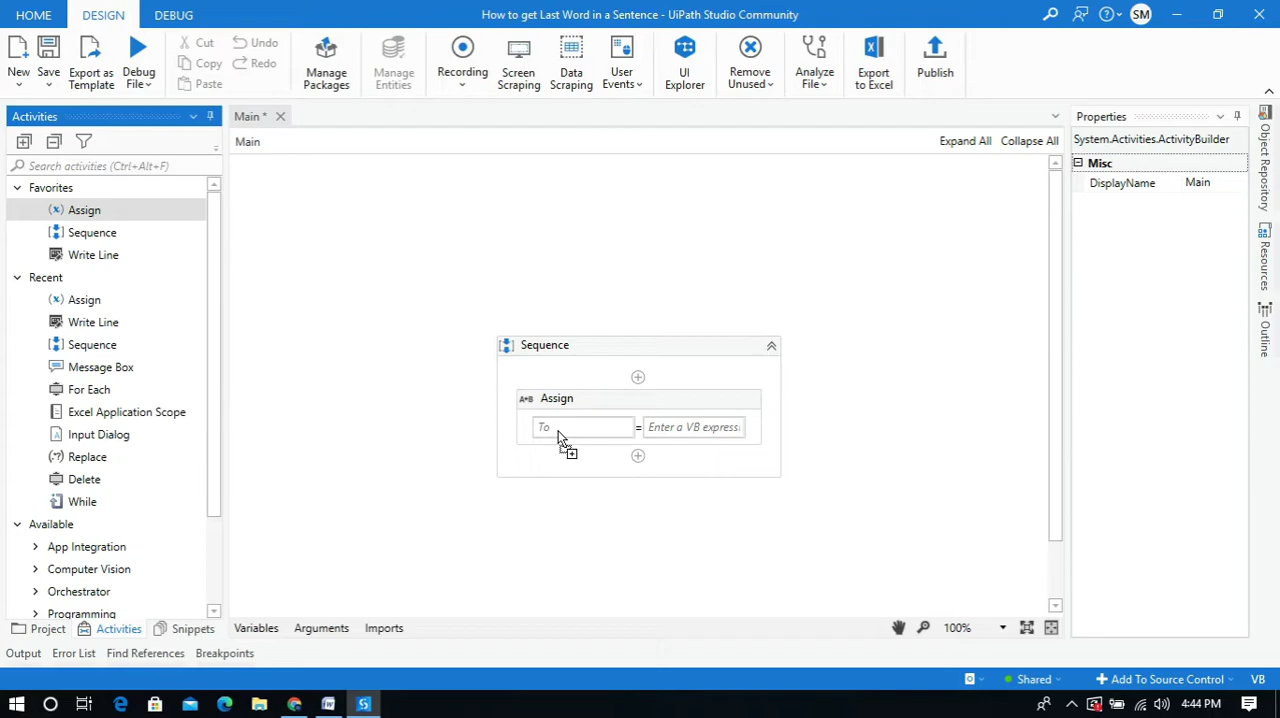 HOME DESIGN DEBUG How to get Last Word in a Sentence - UiPath Studio Community SM
New Save Export as Template Debug File Cut Copy Paste Undo Redo Manage Packages Manage Entities Recording Screen Scraping Data Scraping User Events UI Explorer Remove Unused Analyze File Export to Excel Publish
Activities
Search activities (Ctrl+Alt+F)
Favorites
Assign
Sequence
Write Line
Recent
Assign
Write Line
Sequence
Message Box
For Each
Excel Application Scope
Input Dialog
Replace
Delete
While
Available
App Integration
Computer Vision
Orchestrator
Programming
Project Activities Snippets
Main *
Main Expand All Collapse All
Sequence
Assign
A+B
To = Enter a VB expressi
Variables Arguments Imports 100%
Properties
System.Activities.ActivityBuilder
Misc
DisplayName Main
Object Repository
Resources
Outline
Output Error List Find References Breakpoints
Shared Add To Source Control VB
4:44 PM